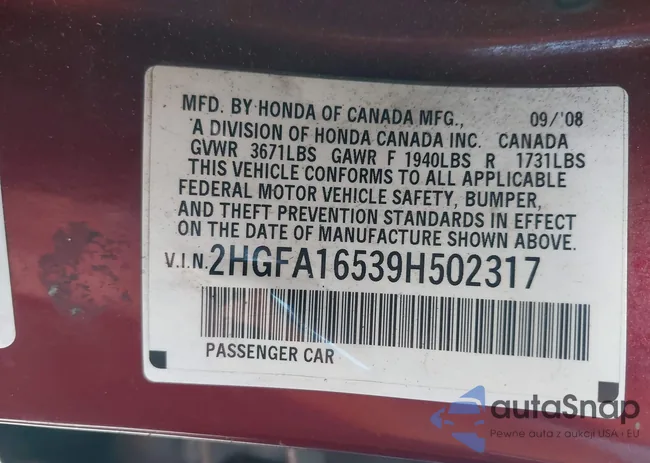 MFD. BY HONDA OF CANADA MFG., 09/'08
A DIVISION OF HONDA CANADA INC. CANADA
GVWR 3671LBS GAWR F 1940LBS R 1731LBS
THIS VEHICLE CONFORMS TO ALL APPLICABLE
FEDERAL MOTOR VEHICLE SAFETY, BUMPER,
AND THEFT PREVENTION STANDARDS IN EFFECT
ON THE DATE OF MANUFACTURE SHOWN ABOVE.
V.I.N. 2HGFA16539H502317
PASSENGER CAR
autaSnap
Pewne auta z aukcji USA • EU